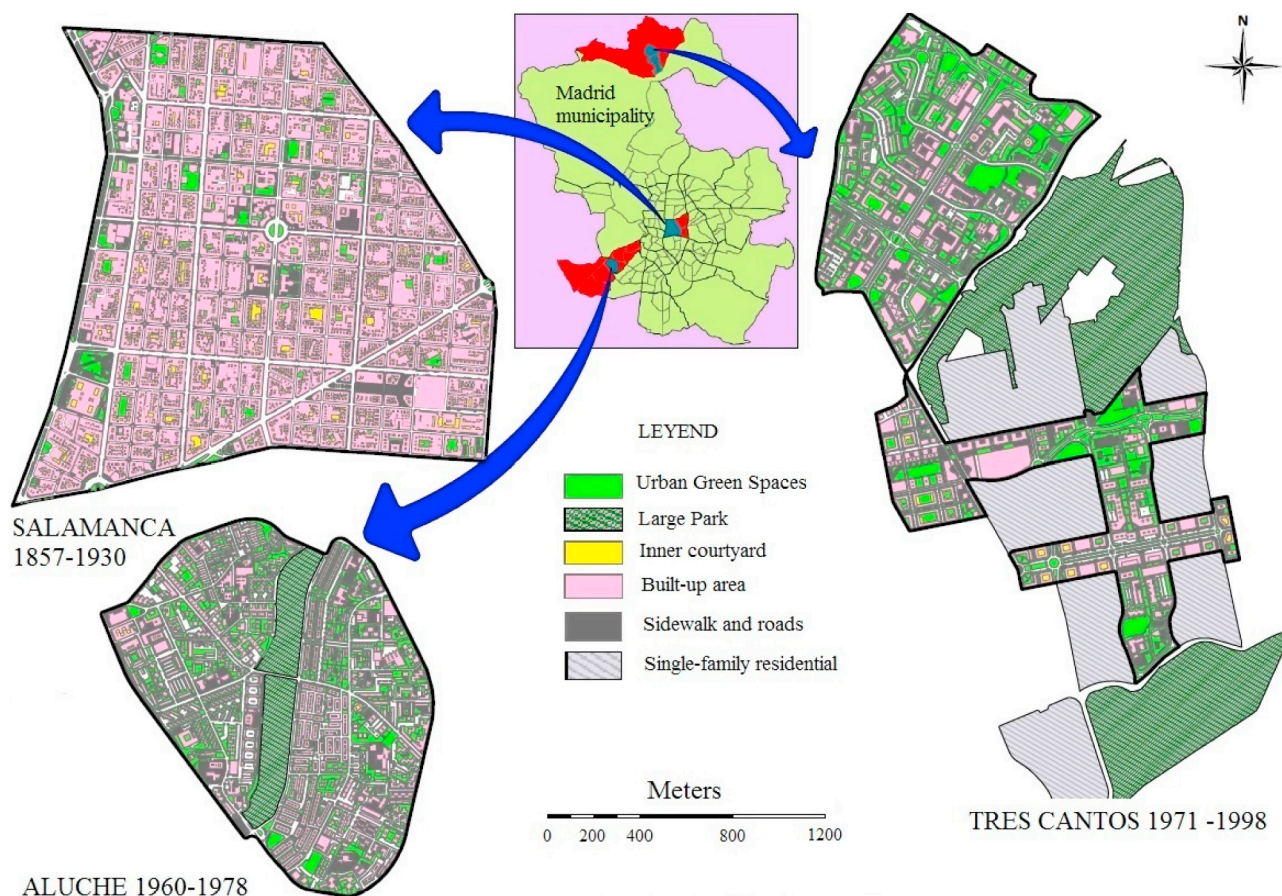 N
Madrid
municipality
SALAMANCA
1857-1930
LEYEND
Urban Green Spaces
Large Park
Inner courtyard
Built-up area
Sidewalk and roads
Single-family residential
Meters
0 200 400 800 1200
TRES CANTOS 1971 -1998
ALUCHE 1960-1978